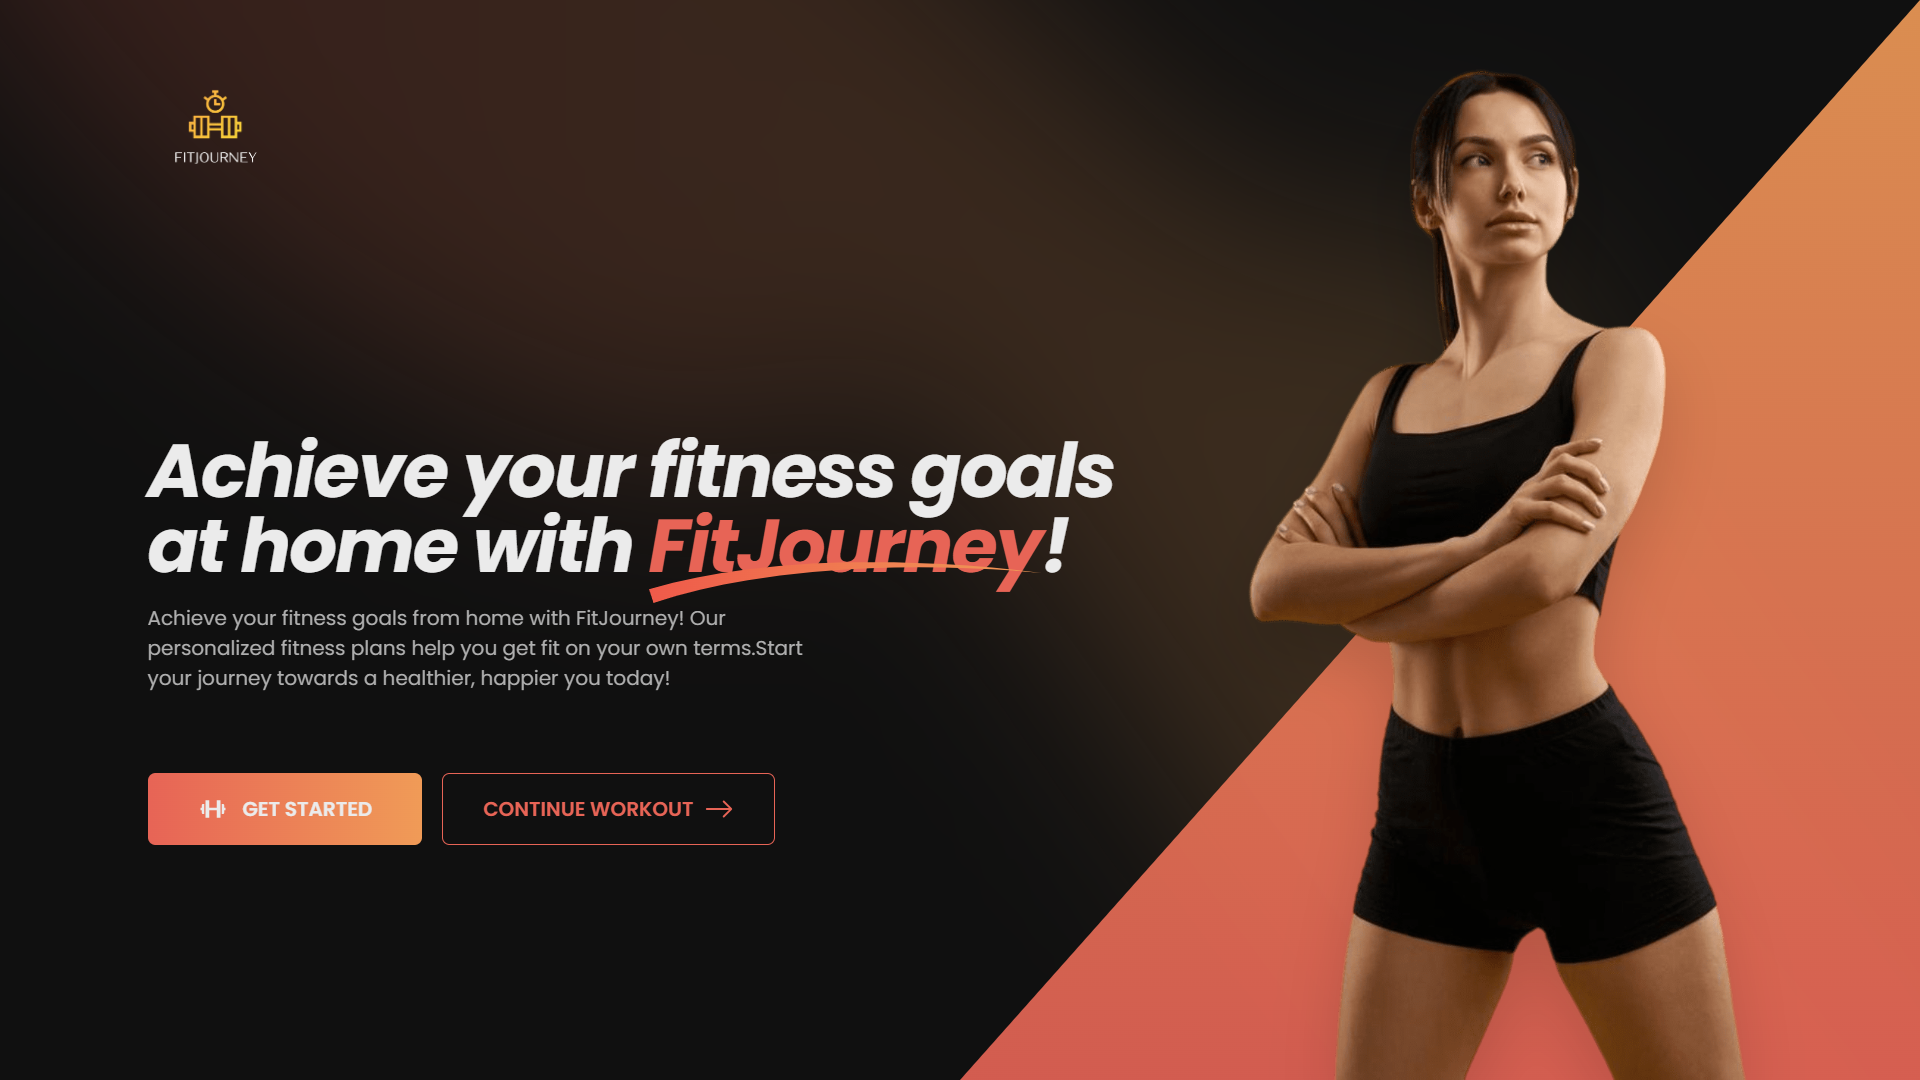 FITJOURNEY
Achieve your fitness goals
at home with FitJourney!
Achieve your fitness goals from home with FitJourney! Our
personalized fitness plans help you get fit on your own terms.Start
your journey towards a healthier, happier you today!
GET STARTED
CONTINUE WORKOUT